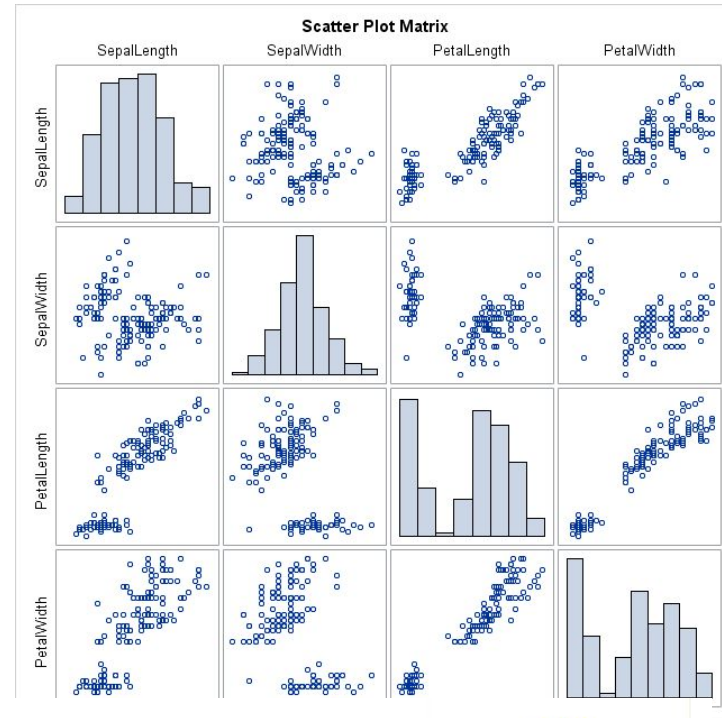 Scatter Plot Matrix
SepalLength SepalWidth PetalLength PetalWidth
SepalLength
SepalWidth
PetalLength
PetalWidth